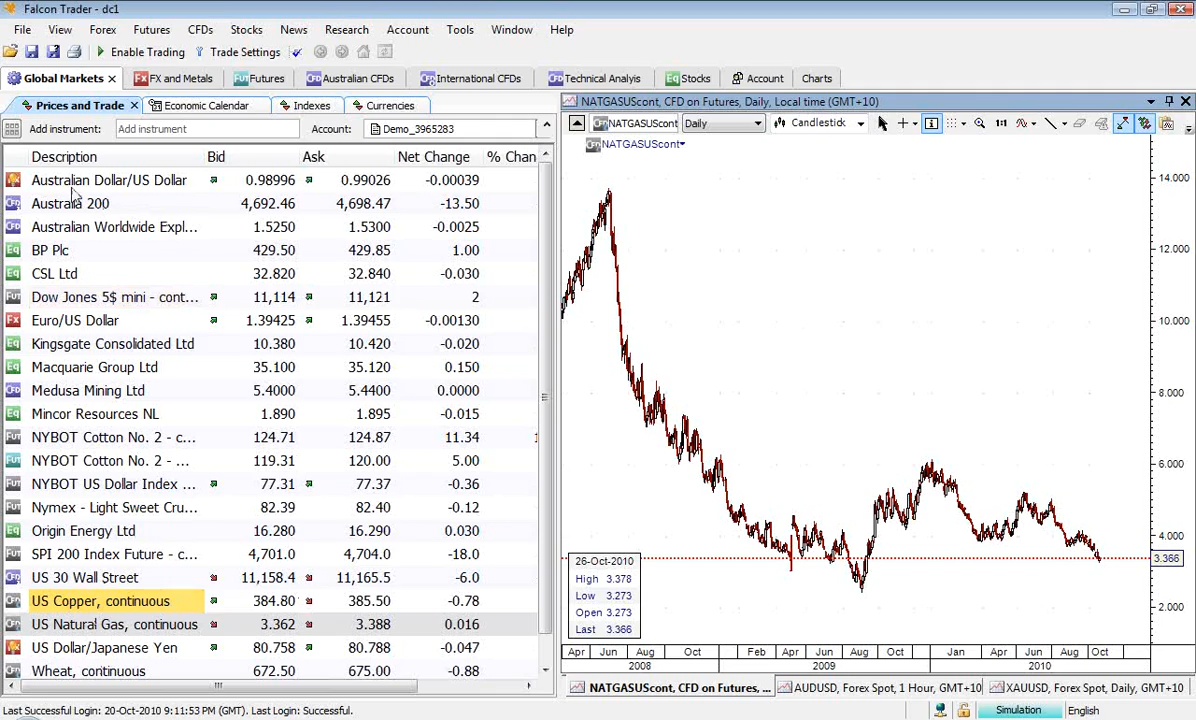 Falcon Trader - dc1
File View Forex Futures CFDs Stocks News Research Account Tools Window Help
Enable Trading Trade Settings
Global Markets FX and Metals Futures Australian CFDs International CFDs Technical Analyis Stocks Account Charts
Prices and Trade Economic Calendar Indexes Currencies
Add instrument: Add instrument Account: Demo_3965283
Description Bid Ask Net Change % Chan
Australian Dollar/US Dollar 0.98996 0.99026 -0.00039
Australia 200 4,692.46 4,698.47 -13.50
Australian Worldwide Expl... 1.5250 1.5300 -0.0025
BP Plc 429.50 429.85 1.00
CSL Ltd 32.820 32.840 -0.030
Dow Jones 5$ mini - cont... 11,114 11,121 2
Euro/US Dollar 1.39425 1.39455 -0.00130
Kingsgate Consolidated Ltd 10.380 10.420 -0.020
Macquarie Group Ltd 35.100 35.120 0.150
Medusa Mining Ltd 5.4000 5.4400 0.0000
Mincor Resources NL 1.890 1.895 -0.015
NYBOT Cotton No. 2 - c... 124.71 124.87 11.34
NYBOT Cotton No. 2 - ... 119.31 120.00 5.00
NYBOT US Dollar Index ... 77.31 77.37 -0.36
Nymex - Light Sweet Cru... 82.39 82.40 -0.12
Origin Energy Ltd 16.280 16.290 0.030
SPI 200 Index Future - c... 4,701.0 4,704.0 -18.0
US 30 Wall Street 11,158.4 11,165.5 -6.0
US Copper, continuous 384.80 385.50 -0.78
US Natural Gas, continuous 3.362 3.388 0.016
US Dollar/Japanese Yen 80.758 80.788 -0.047
Wheat, continuous 672.50 675.00 -0.88
NATGASUScont, CFD on Futures, Daily, Local time (GMT+10)
NATGASUScont Daily Candlestick 1:1
NATGASUScont
14.000
12.000
10.000
8.000
6.000
4.000
3.366
2.000
26-Oct-2010
High 3.378
Low 3.273
Open 3.273
Last 3.366
Apr Jun Aug Oct Feb Apr Jun Aug Oct Jan Apr Jun Aug Oct
2008 2009 2010
NATGASUScont, CFD on Futures, ... AUDUSD, Forex Spot, 1 Hour, GMT+10 XAUUSD, Forex Spot, Daily, GMT+10
Last Successful Login: 20-Oct-2010 9:11:53 PM (GMT). Last Login: Successful. Simulation English